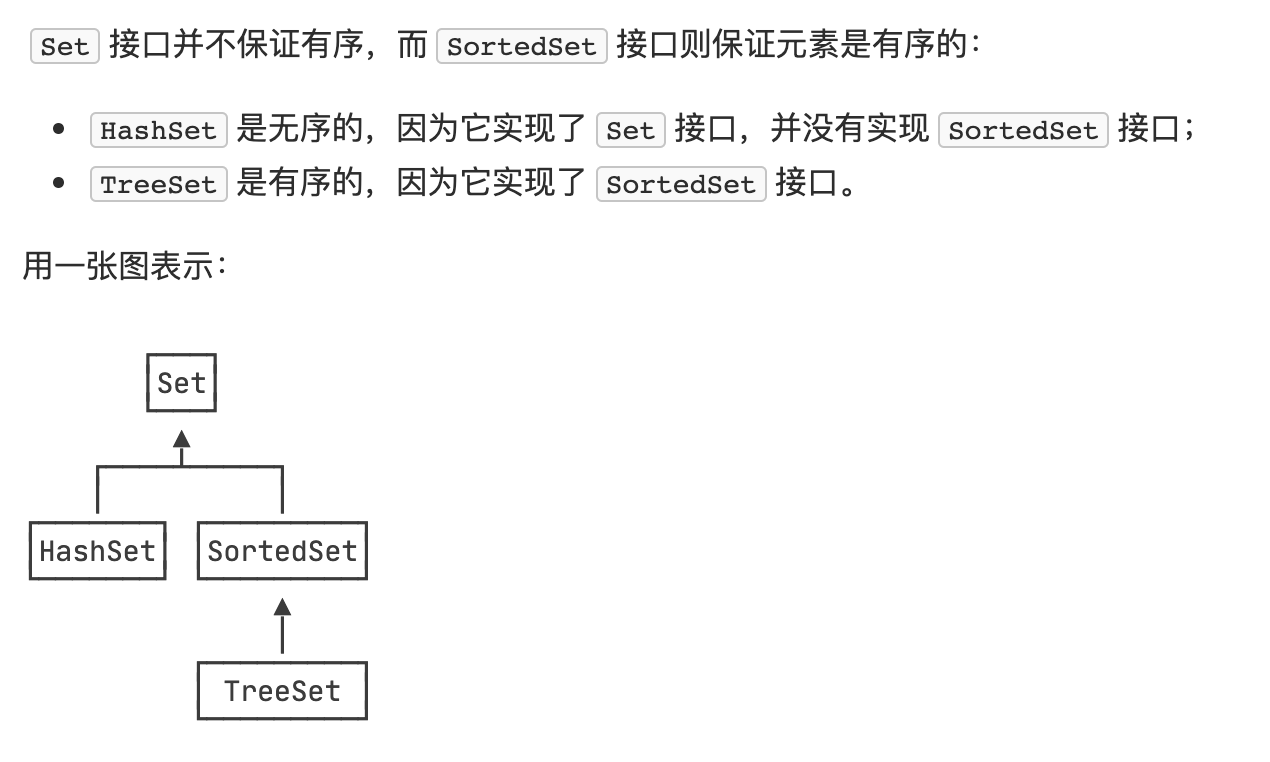 Set 接口并不保证有序，而 SortedSet 接口则保证元素是有序的：
• HashSet 是无序的，因为它实现了 Set 接口，并没有实现 SortedSet 接口；
• TreeSet 是有序的，因为它实现了 SortedSet 接口。
用一张图表示：
Set
HashSet SortedSet
TreeSet